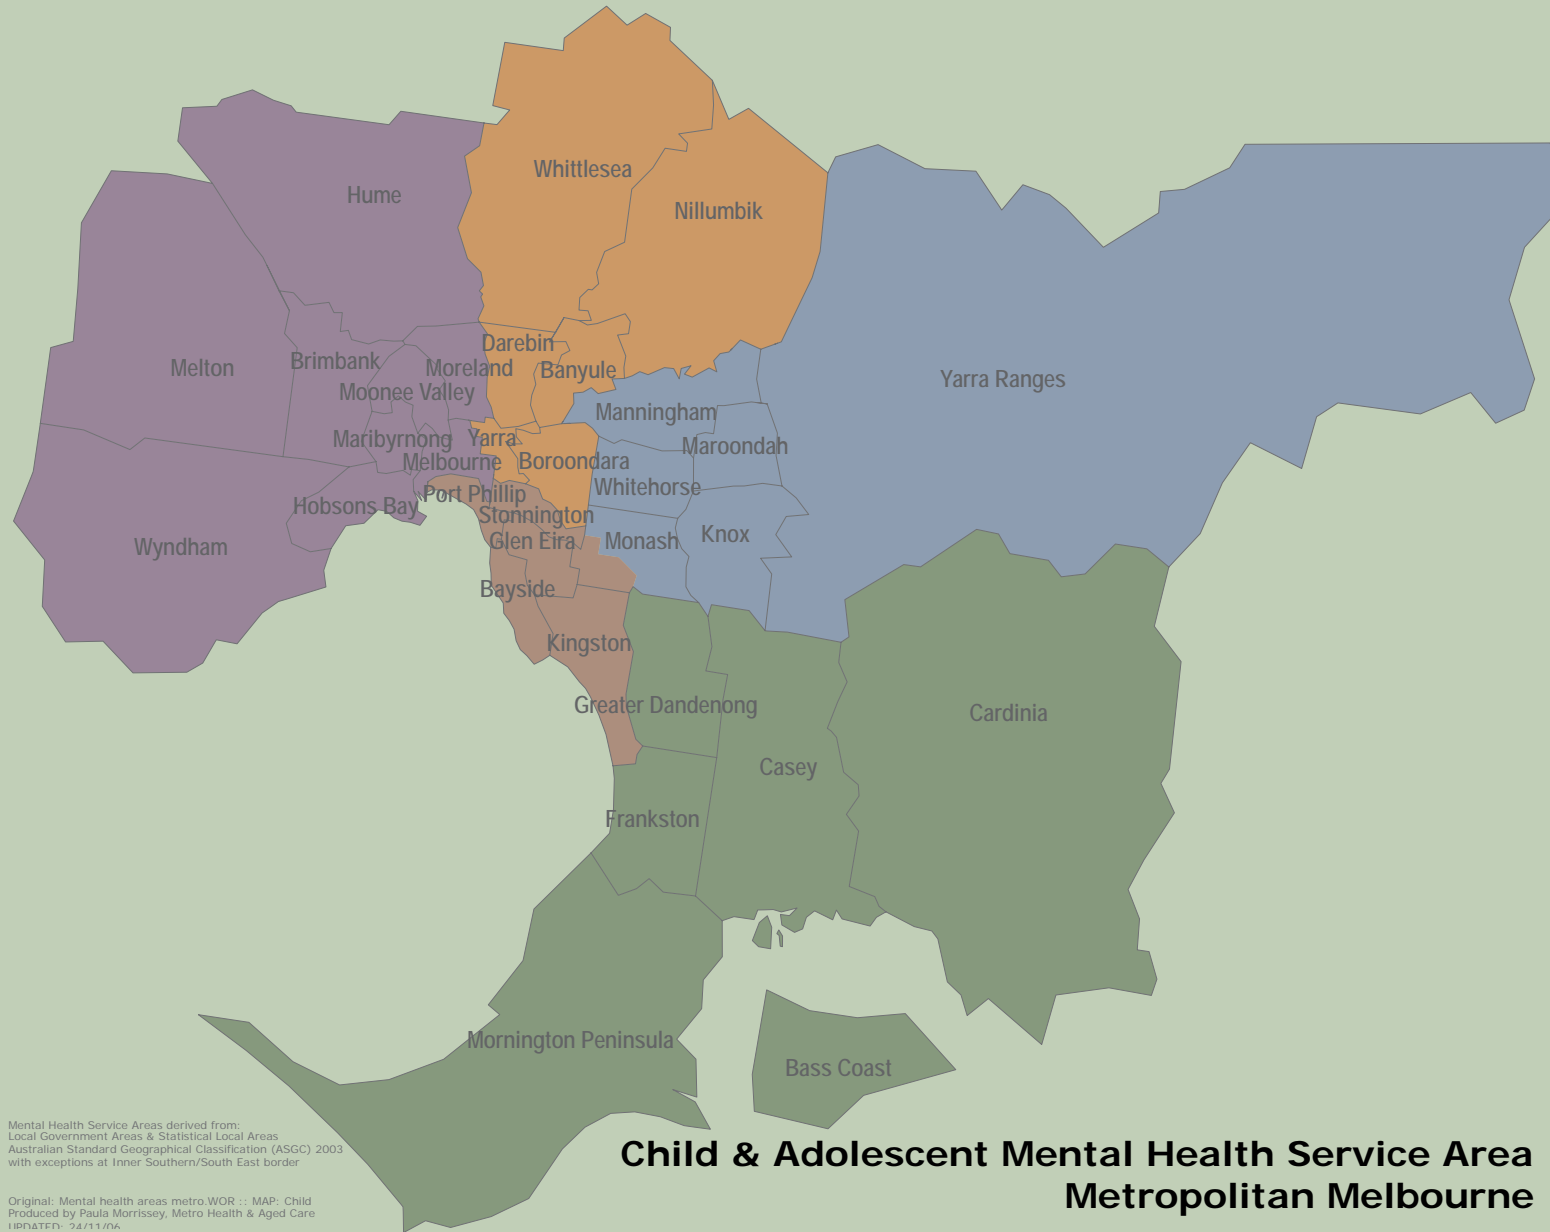 Whittlesea
Hume
Nillumbik
Darebin
Brimbank
Melton
Moreland
Banyule
Yarra Ranges
Moonee Valley
Manningham
Maribyrnong
Yarra
Maroondah
Melbourne
Boroondara
Whitehorse
Port Phillip
Hobsons Bay
Stonnington
Knox
Glen Eira
Monash
Wyndham
Bayside
Kingston
Greater Dandenong
Cardinia
Casey
Frankston
Mornington Peninsula
Bass Coast
Mental Health Service Areas derived from:
Local Government Areas & Statistical Local Areas
Australian Standard Geographical Classification (ASGC) 2003
with exceptions at Inner Southern/South East border
Original: Mental health areas metro.WOR :: MAP: Child
Produced by Paula Morrissey, Metro Health & Aged Care
UPDATED: 24/11/06
Child & Adolescent Mental Health Service Area
Metropolitan Melbourne